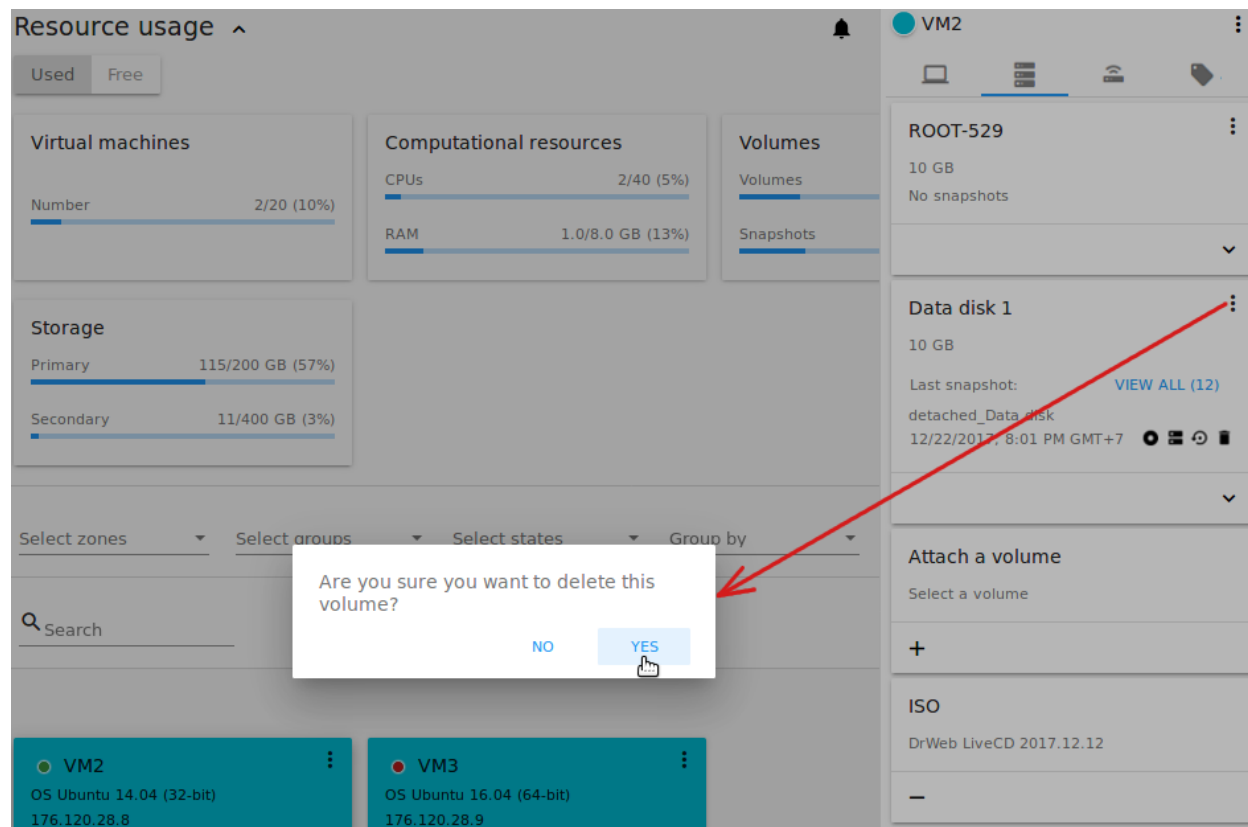 Resource usage
Used Free
Virtual machines
Number 2/20 (10%)
Computational resources
CPUs 2/40 (5%)
RAM 1.0/8.0 GB (13%)
Volumes
Volumes
Snapshots
Storage
Primary 115/200 GB (57%)
Secondary 11/400 GB (3%)
Select zones Select groups Select states Group by
Search
Are you sure you want to delete this
volume?
NO YES
VM2
OS Ubuntu 14.04 (32-bit)
176.120.28.8
VM3
OS Ubuntu 16.04 (64-bit)
176.120.28.9
VM2
ROOT-529
10 GB
No snapshots
Data disk 1
10 GB
Last snapshot: VIEW ALL (12)
detached_Data disk
12/22/2017, 8:01 PM GMT+7
Attach a volume
Select a volume
ISO
DrWeb LiveCD 2017.12.12